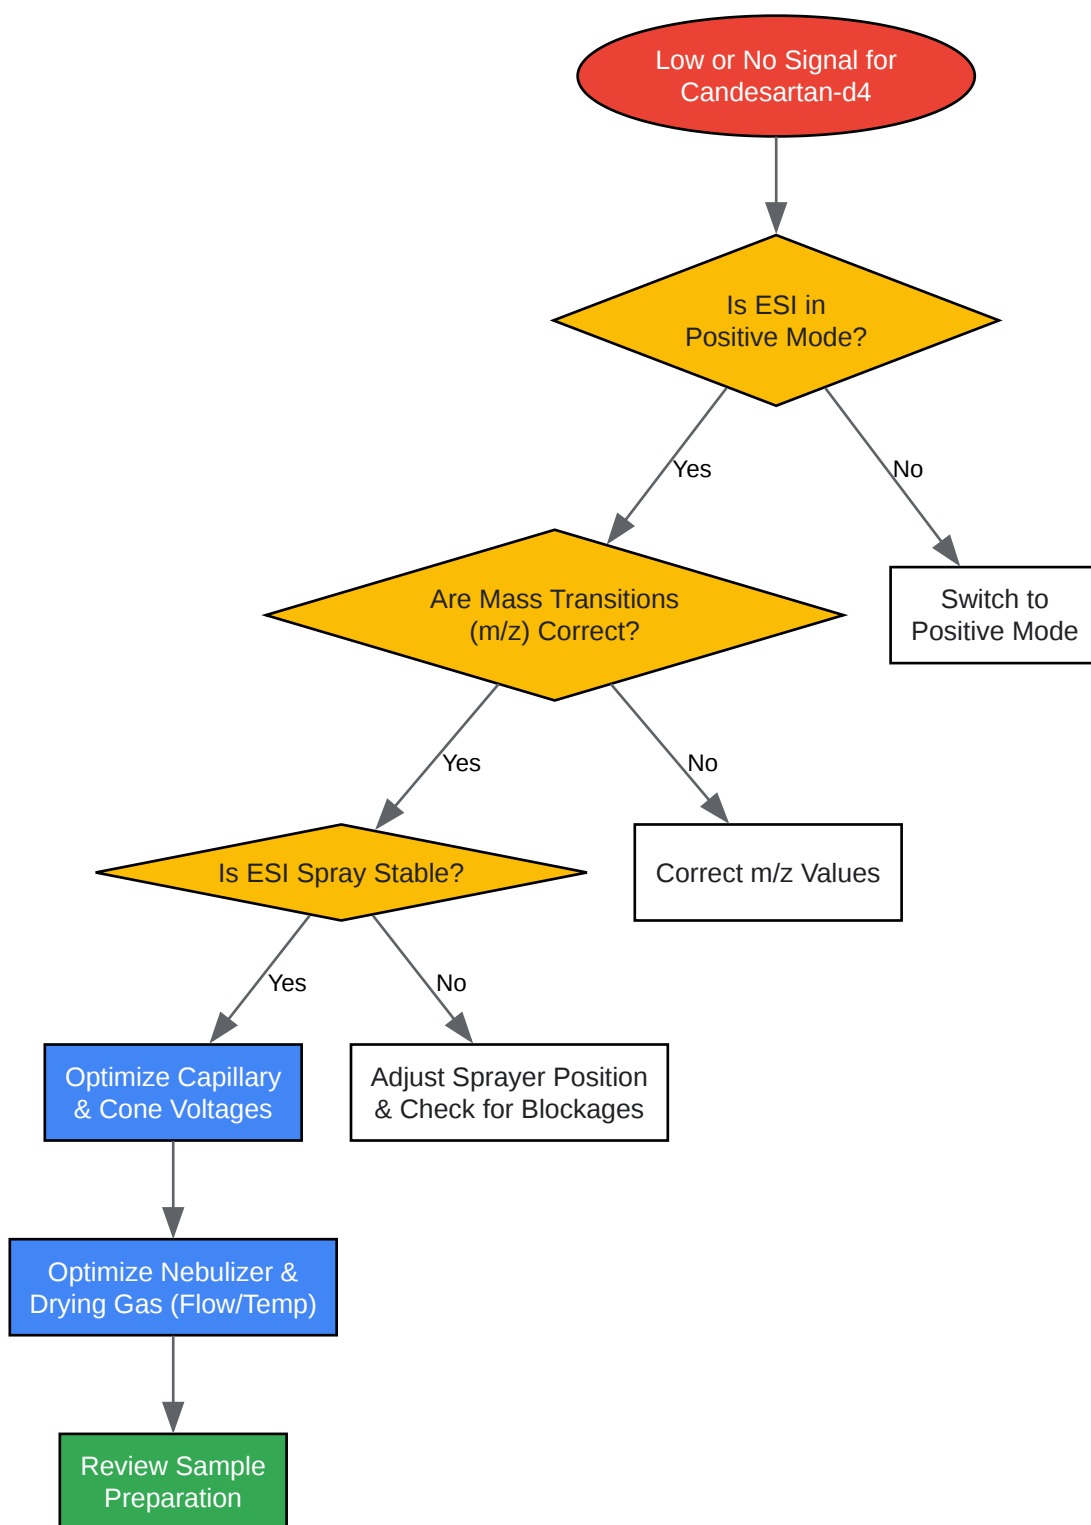 Low or No Signal for
Candesartan-d4
Is ESI in
Positive Mode?
Yes
No
Are Mass Transitions
(m/z) Correct?
Switch to
Positive Mode
Yes
No
Is ESI Spray Stable?
Correct m/z Values
Yes
No
Optimize Capillary
& Cone Voltages
Adjust Sprayer Position
& Check for Blockages
Optimize Nebulizer &
Drying Gas (Flow/Temp)
Review Sample
Preparation